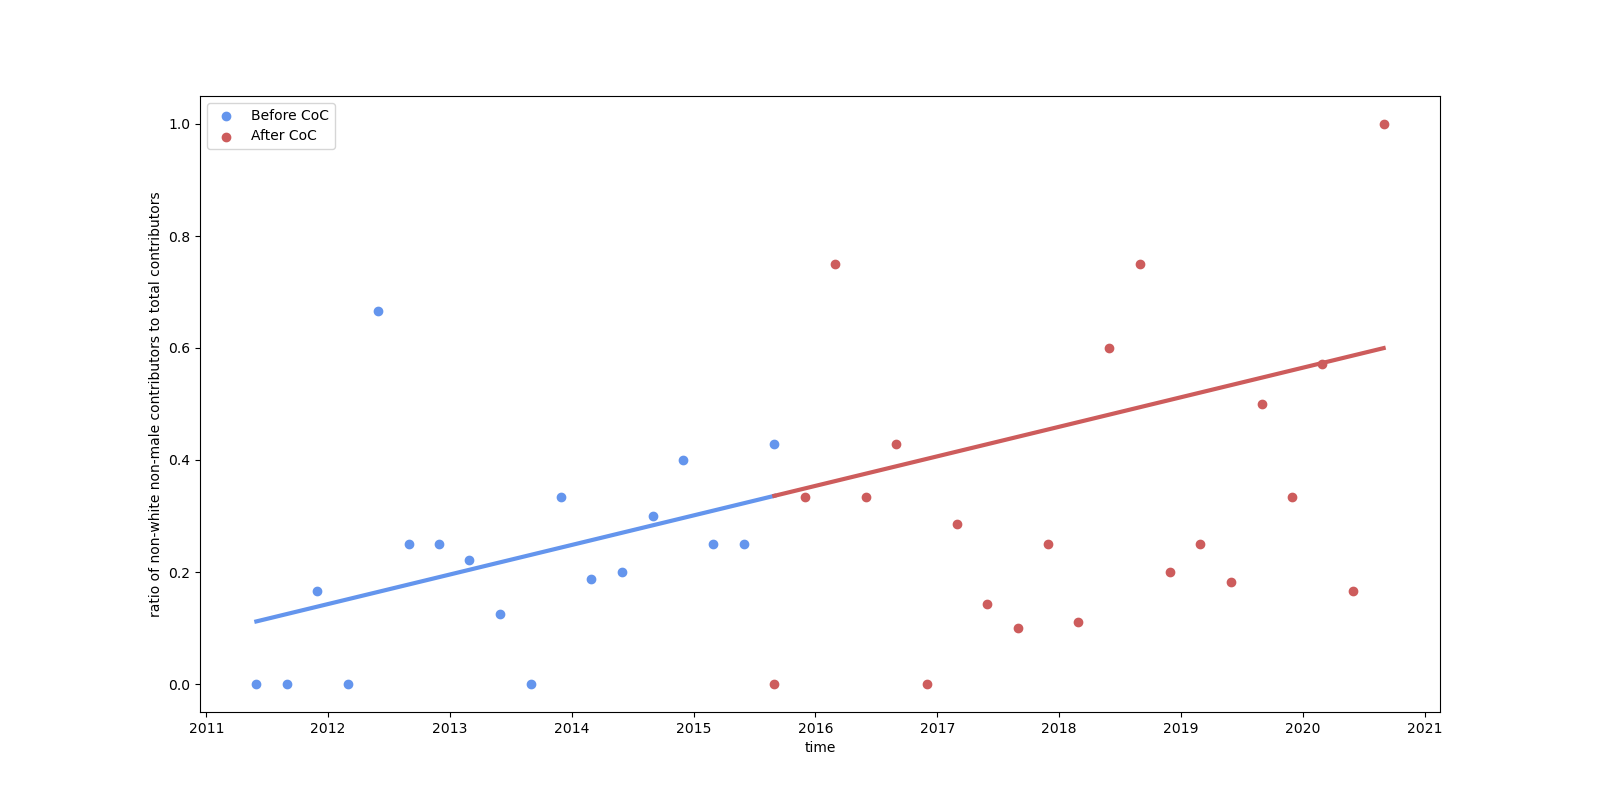 Before CoC
After CoC
1.0
0.8
0.6
0.4
0.2
0.0
ratio of non-white non-male contributors to total contributors
2011 2012 2013 2014 2015 2016 2017 2018 2019 2020 2021
time